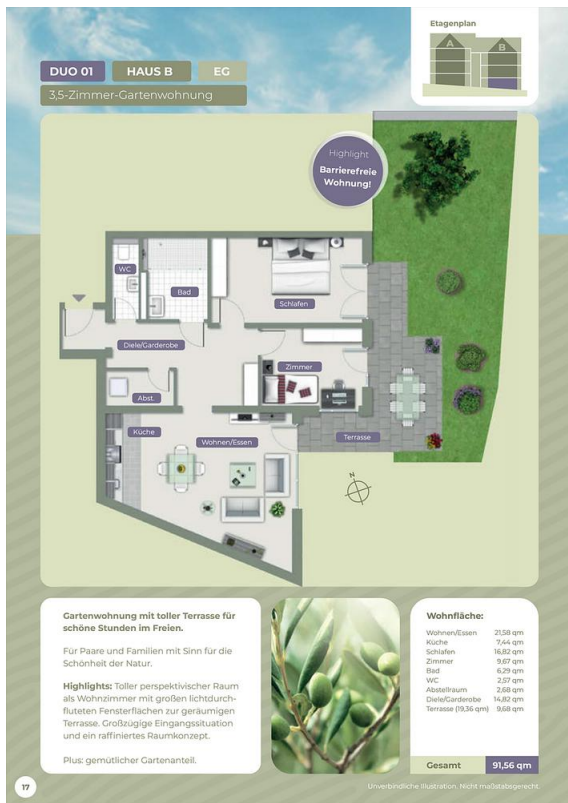 Etagenplan
A
B
DUO 01
HAUS B
EG
3,5-Zimmer-Gartenwohnung
Highlight
Barrierefreie
Wohnung!
WC
Bad
Schlafen
Diele/Garderobe
Zimmer
Abst.
Küche
Wohnen/Essen
Terrasse
N
Gartenwohnung mit toller Terrasse für
schöne Stunden im Freien.
Für Paare und Familien mit Sinn für die
Schönheit der Natur.
Highlights: Toller perspektivischer Raum
als Wohnzimmer mit großen lichtdurch-
fluteten Fensterflächen zur geräumigen
Terrasse. Großzügige Eingangssituation
und ein raffiniertes Raumkonzept.
Plus: gemütlicher Gartenanteil.
Wohnfläche:
Wohnen/Essen 21,58 qm
Küche 7,44 qm
Schlafen 16,82 qm
Zimmer 9,67 qm
Bad 6,29 qm
WC 2,57 qm
Abstellraum 2,68 qm
Diele/Garderobe 14,82 qm
Terrasse (19,36 qm) 9,68 qm
Gesamt 91,56 qm
17
Unverbindliche Illustration. Nicht maßstabsgerecht.